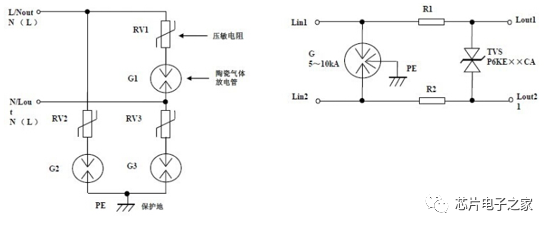 L/Nout
N（L）
RV1
压敏电阻
G1
陶瓷气体
放电管
N/Lou
t
N（L）
RV2
RV3
G2
G3
PE
保护地
Lin1
R1
Lout1
G
5～10kA
PE
TVS
P6KE××CA
Lin2
R2
Lout2
1
芯片电子之家